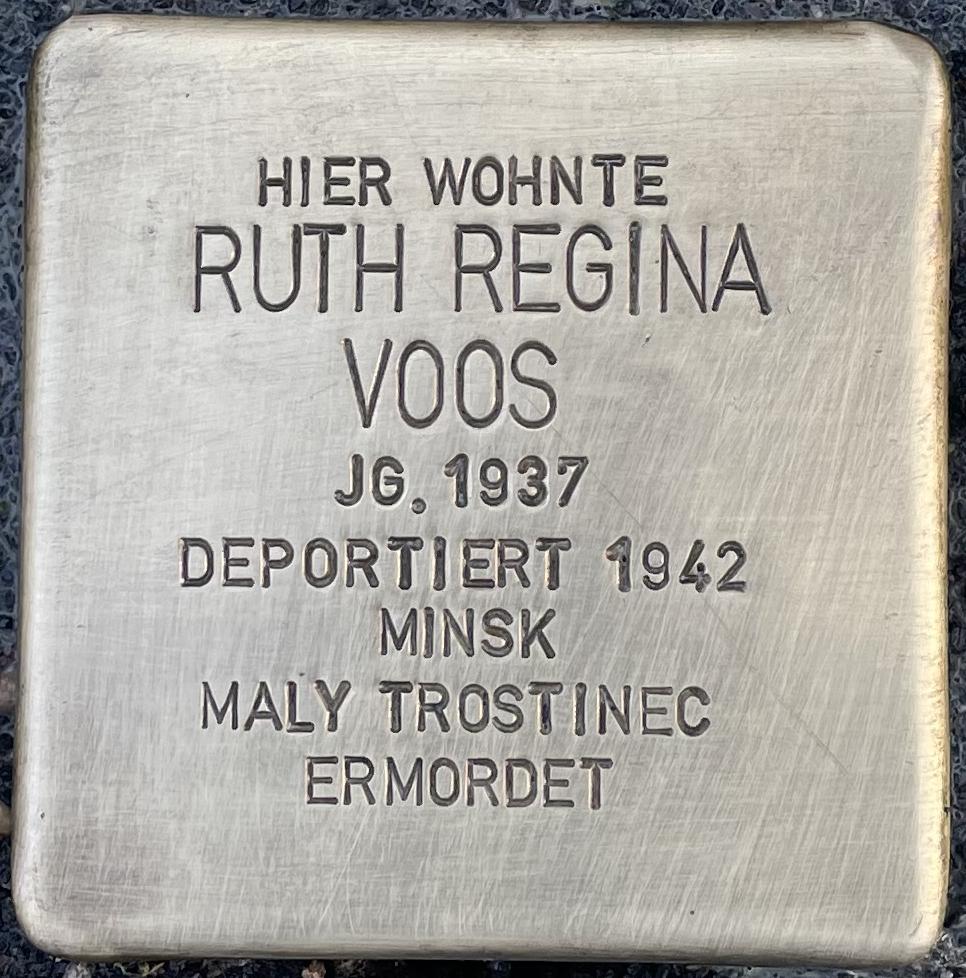 HIER WOHNTE
RUTH REGINA
VOOS
JG. 1937
DEPORTIERT 1942
MINSK
MALY TROSTINEC
ERMORDET